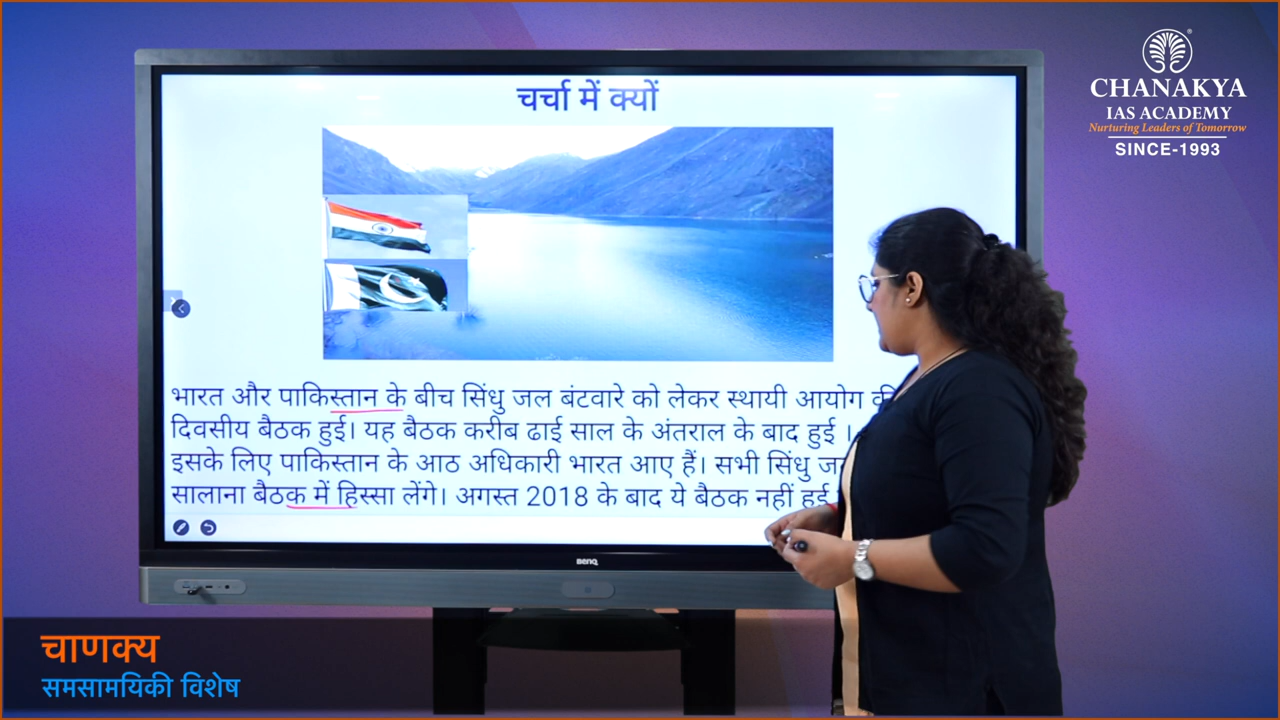 चर्चा में क्यों
भारत और पाकिस्तान के बीच सिंधु जल बंटवारे को लेकर स्थायी आयोग की
दिवसीय बैठक हुई। यह बैठक करीब ढाई साल के अंतराल के बाद हुई ।
इसके लिए पाकिस्तान के आठ अधिकारी भारत आए हैं। सभी सिंधु
सालाना बैठक में हिस्सा लेंगे। अगस्त 2018 के बाद ये बैठक नहीं हुई
BenQ
CHANAKYA
IAS ACADEMY
Nurturing Leaders of Tomorrow
SINCE-1993
चाणक्य
समसामयिकी विशेष